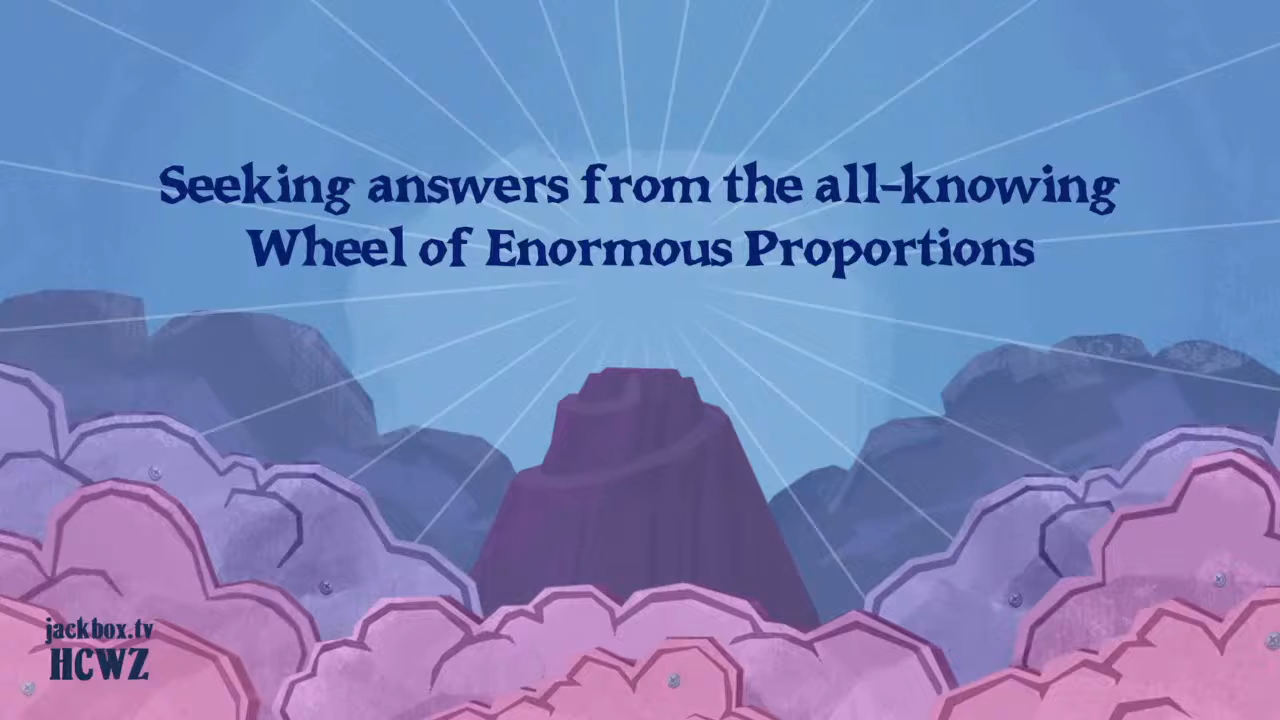 Seeking answers from the all-knowing
Wheel of Enormous Proportions
jackbox.tv
HCWZ